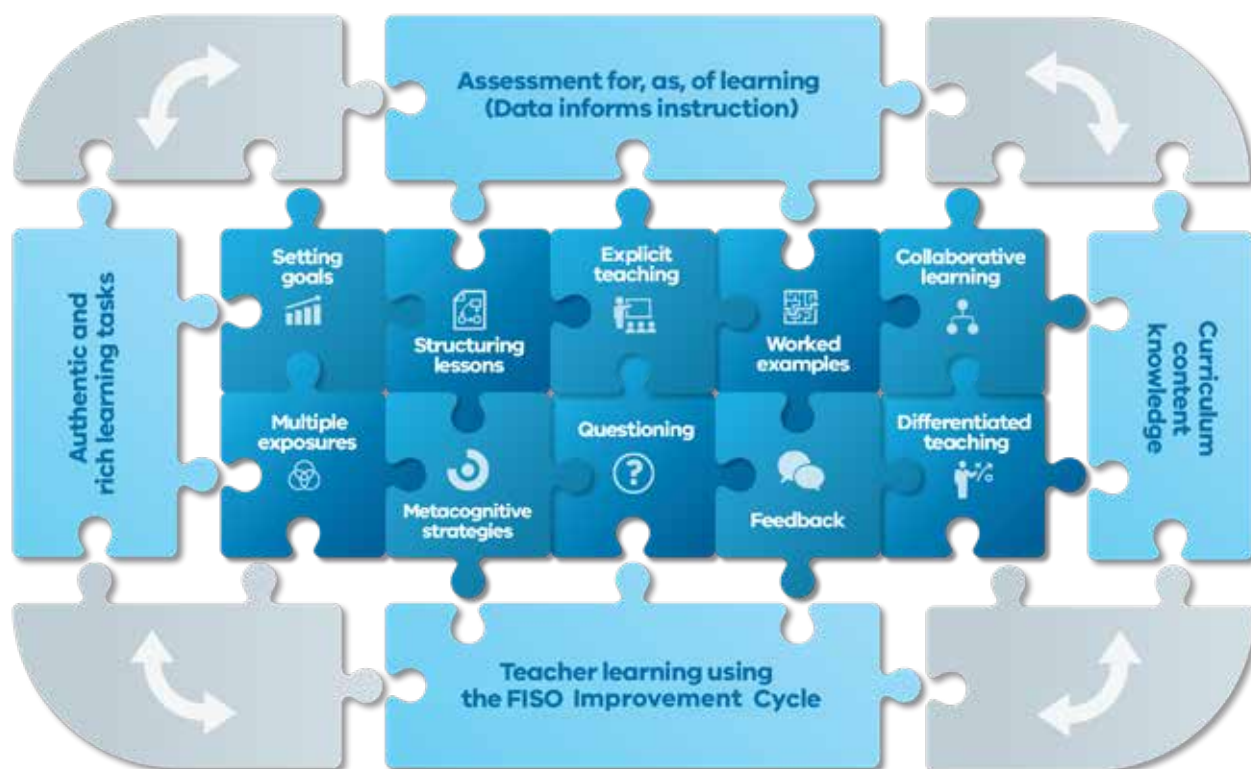 Assessment for, as, of learning
(Data informs instruction)
Authentic and
rich learning tasks
Setting
goals
Structuring
lessons
Explicit
teaching
Worked
examples
Collaborative
learning
Multiple
exposures
Metacognitive
strategies
Questioning
?
Feedback
Differentiated
teaching
Curriculum
content
knowledge
Teacher learning using
the FISO Improvement Cycle